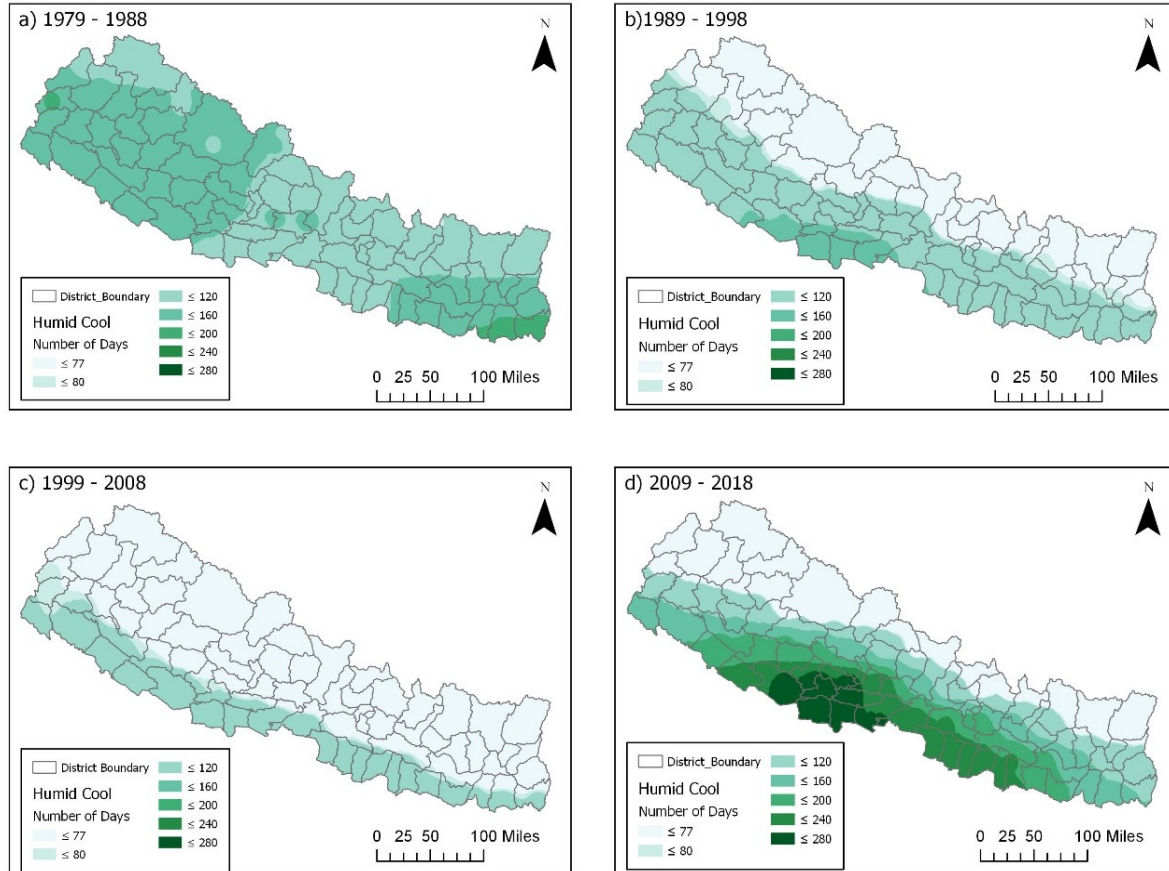 a) 1979 - 1988
N
District_Boundary
Humid Cool
Number of Days
≤ 77
≤ 80
≤ 120
≤ 160
≤ 200
≤ 240
≤ 280
0 25 50 100 Miles
b)1989 - 1998
N
District_Boundary
Humid Cool
Number of Days
≤ 77
≤ 80
≤ 120
≤ 160
≤ 200
≤ 240
≤ 280
0 25 50 100 Miles
c) 1999 - 2008
N
District Boundary
Humid Cool
Number of Days
≤ 77
≤ 80
≤ 120
≤ 160
≤ 200
≤ 240
≤ 280
0 25 50 100 Miles
d) 2009 - 2018
N
District_Boundary
Humid Cool
Number of Days
≤ 77
≤ 80
≤ 120
≤ 160
≤ 200
≤ 240
≤ 280
0 25 50 100 Miles